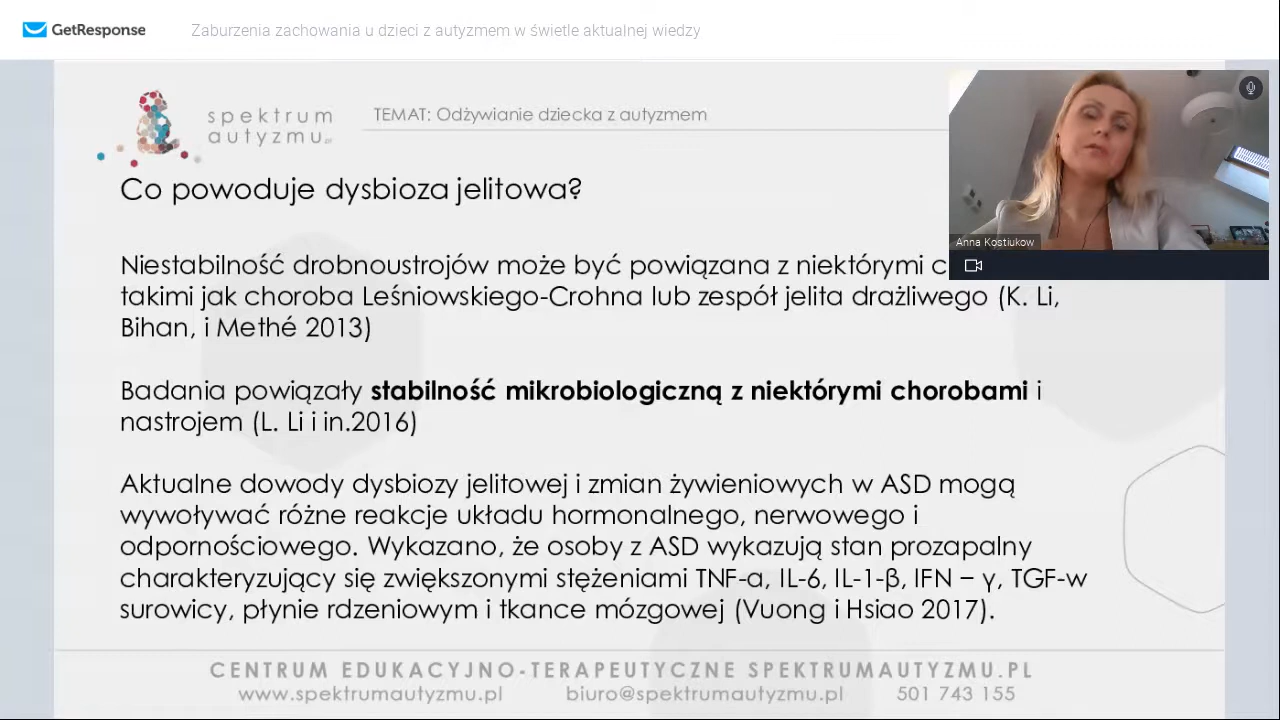 GetResponse
Zaburzenia zachowania u dzieci z autyzmem w świetle aktualnej wiedzy
spektrum
autyzmu.pl
TEMAT: Odżywianie dziecka z autyzmem
Anna Kostiukow
Co powoduje dysbioza jelitowa?
Niestabilność drobnoustrojów może być powiązana z niektórymi
takimi jak choroba Leśniowskiego-Crohna lub zespół jelita drażliwego (K. Li,
Bihan, i Methé 2013)
Badania powiązały stabilność mikrobiologiczną z niektórymi chorobami i
nastrojem (L. Li i in.2016)
Aktualne dowody dysbiozy jelitowej i zmian żywieniowych w ASD mogą
wywoływać różne reakcje układu hormonalnego, nerwowego i
odpornościowego. Wykazano, że osoby z ASD wykazują stan prozapalny
charakteryzujący się zwiększonymi stężeniami TNF-a, IL-6, IL-1-β, IFN – γ, TGF-w
surowicy, płynie rdzeniowym i tkance mózgowej (Vuong i Hsiao 2017).
CENTRUM EDUKACYJNO-TERAPEUTYCZNE SPEKTRUMAUTYZMU.PL
www.spektrumautyzmu.pl biuro@spektrumautyzmu.pl 501 743 155